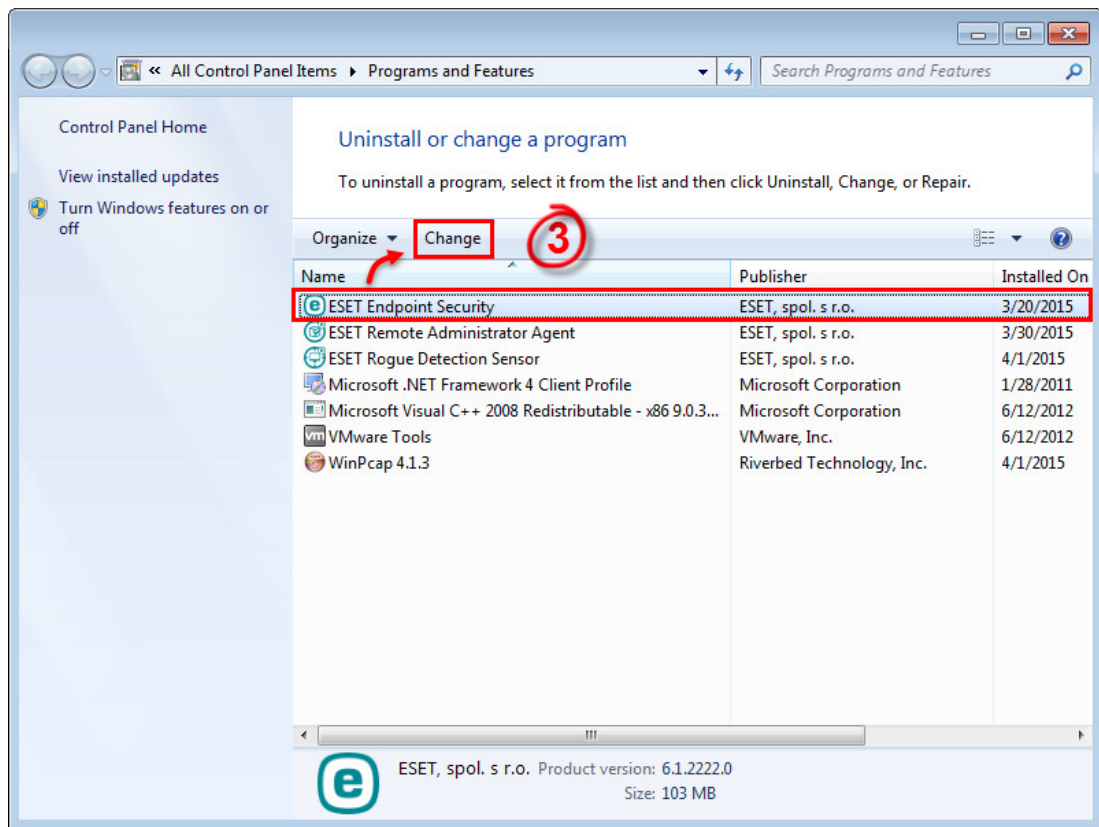 « All Control Panel Items ▸ Programs and Features
Search Programs and Features
Control Panel Home
View installed updates
Turn Windows features on or
off
Uninstall or change a program
To uninstall a program, select it from the list and then click Uninstall, Change, or Repair.
Organize Change 3
Name Publisher Installed On
ESET Endpoint Security ESET, spol. s r.o. 3/20/2015
ESET Remote Administrator Agent ESET, spol. s r.o. 3/30/2015
ESET Rogue Detection Sensor ESET, spol. s r.o. 4/1/2015
Microsoft .NET Framework 4 Client Profile Microsoft Corporation 1/28/2011
Microsoft Visual C++ 2008 Redistributable - x86 9.0.3... Microsoft Corporation 6/12/2012
VMware Tools VMware, Inc. 6/12/2012
WinPcap 4.1.3 Riverbed Technology, Inc. 4/1/2015
e ESET, spol. s r.o. Product version: 6.1.2222.0
Size: 103 MB